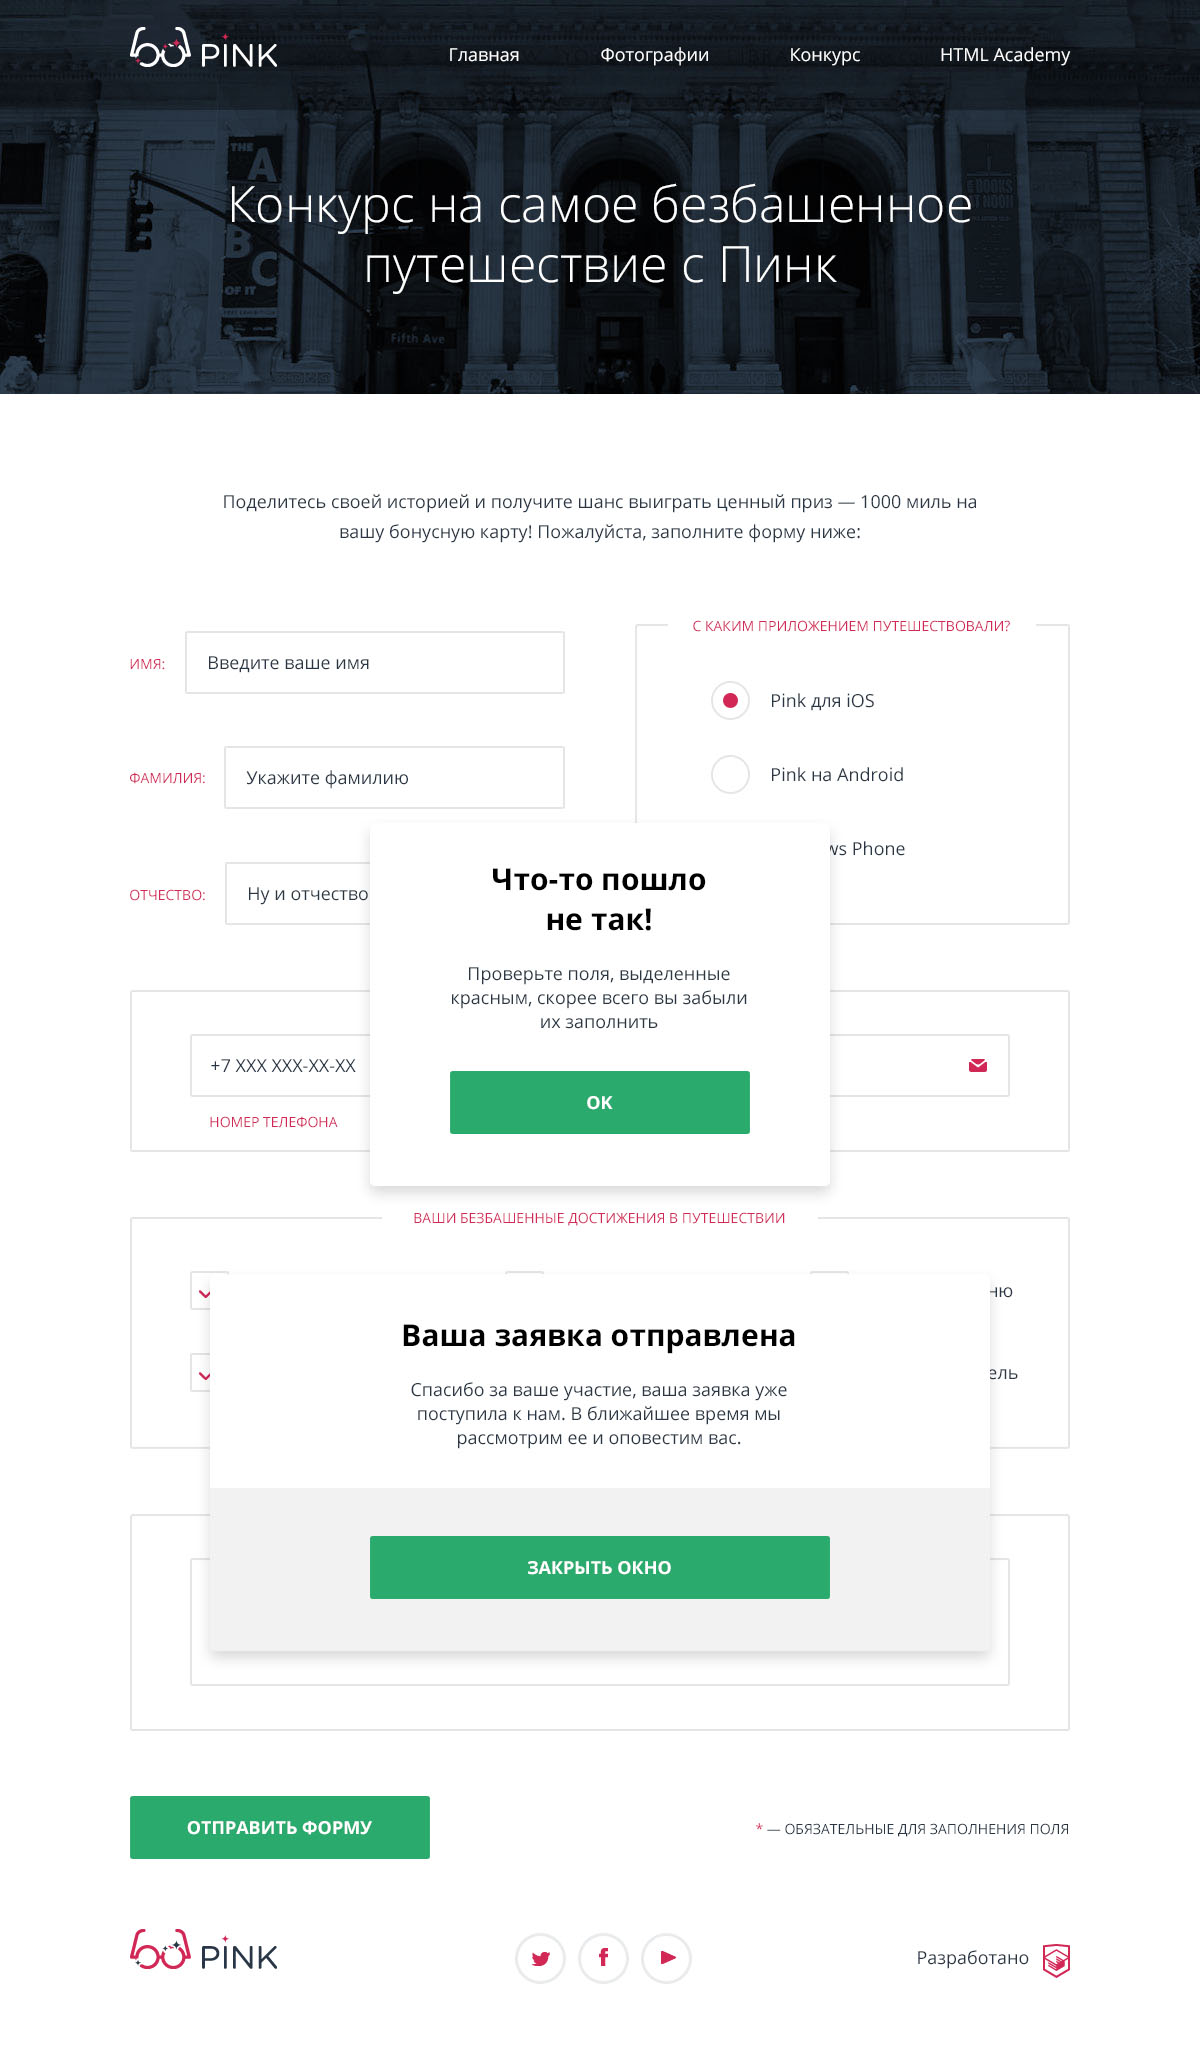 PINK
Главная
Фотографии
Конкурс
HTML Academy
THE
A
B
C
OF IT
Fifth Ave
Конкурс на самое безбашенное
путешествие с Пинк
Поделитесь своей историей и получите шанс выиграть ценный приз — 1000 миль на
вашу бонусную карту! Пожалуйста, заполните форму ниже:
ИМЯ:
Введите ваше имя
ФАМИЛИЯ:
Укажите фамилию
ОТЧЕСТВО:
Ну и отчество
С КАКИМ ПРИЛОЖЕНИЕМ ПУТЕШЕСТВОВАЛИ?
Pink для iOS
Pink на Android
ws Phone
Что-то пошло
не так!
Проверьте поля, выделенные
красным, скорее всего вы забыли
их заполнить
ОК
+7 XXX XXX-XX-XX
НОМЕР ТЕЛЕФОНА
ВАШИ БЕЗБАШЕННЫЕ ДОСТИЖЕНИЯ В ПУТЕШЕСТВИИ
ню
ель
Ваша заявка отправлена
Спасибо за ваше участие, ваша заявка уже
поступила к нам. В ближайшее время мы
рассмотрим ее и оповестим вас.
ЗАКРЫТЬ ОКНО
ОТПРАВИТЬ ФОРМУ
* — ОБЯЗАТЕЛЬНЫЕ ДЛЯ ЗАПОЛНЕНИЯ ПОЛЯ
PINK
Разработано